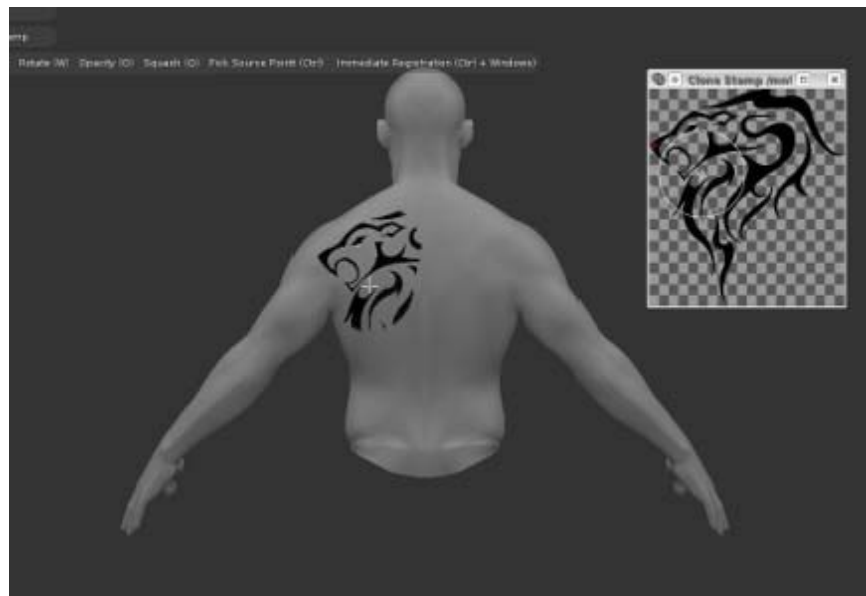 Rotate (W) Opacity (O) Squash (Q) Pick Source Point (Ctrl) Immediate Registration (Ctrl + Windows)
Clone Stamp